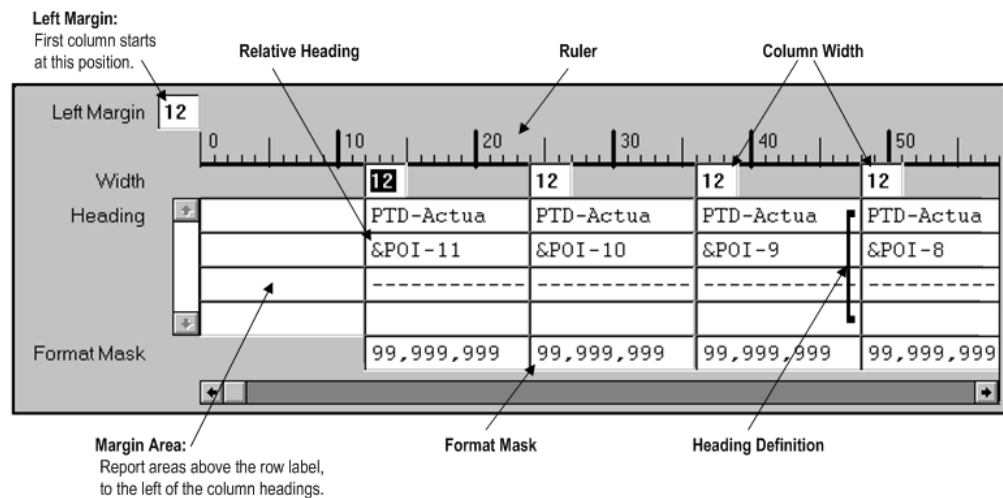 Left Margin:
First column starts
at this position.
Relative Heading
Ruler
Column Width
Left Margin 12
0 10 20 30 40 50
Width 12 12 12 12
Heading PTD-Actua PTD-Actua PTD-Actua PTD-Actua
&POI-11 &POI-10 &POI-9 &POI-8
------------ ------------ ------------ ------------
Format Mask 99,999,999 99,999,999 99,999,999 99,999,999
Margin Area:
Report areas above the row label,
to the left of the column headings.
Format Mask
Heading Definition